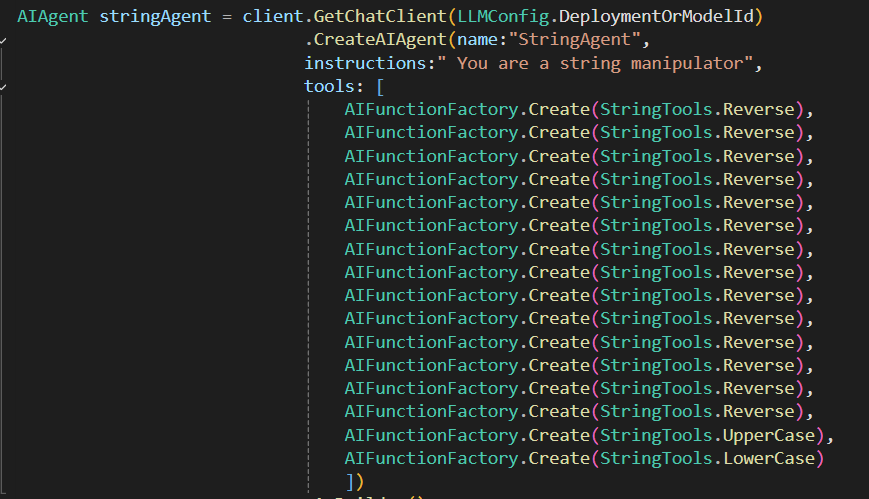 AIAgent stringAgent = client.GetChatClient(LLMConfig.DeploymentOrModelId)
.CreateAIAgent(name:"StringAgent",
instructions:" You are a string manipulator",
tools: [
AIFunctionFactory.Create(StringTools.Reverse),
AIFunctionFactory.Create(StringTools.Reverse),
AIFunctionFactory.Create(StringTools.Reverse),
AIFunctionFactory.Create(StringTools.Reverse),
AIFunctionFactory.Create(StringTools.Reverse),
AIFunctionFactory.Create(StringTools.Reverse),
AIFunctionFactory.Create(StringTools.Reverse),
AIFunctionFactory.Create(StringTools.Reverse),
AIFunctionFactory.Create(StringTools.Reverse),
AIFunctionFactory.Create(StringTools.Reverse),
AIFunctionFactory.Create(StringTools.Reverse),
AIFunctionFactory.Create(StringTools.Reverse),
AIFunctionFactory.Create(StringTools.Reverse),
AIFunctionFactory.Create(StringTools.Reverse),
AIFunctionFactory.Create(StringTools.UpperCase),
AIFunctionFactory.Create(StringTools.LowerCase)
])